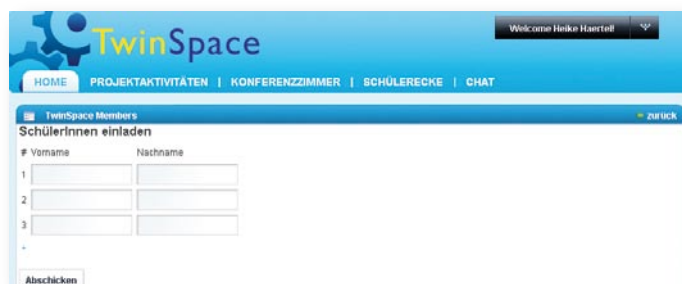 TwinSpace
Welcome Heike Haertel!
HOME PROJEKTAKTIVITÄTEN | KONFERENZZIMMER | SCHÜLERECKE | CHAT
TwinSpace Members zurück
SchülerInnen einladen
# Vorname Nachname
1
2
3
+
Abschicken